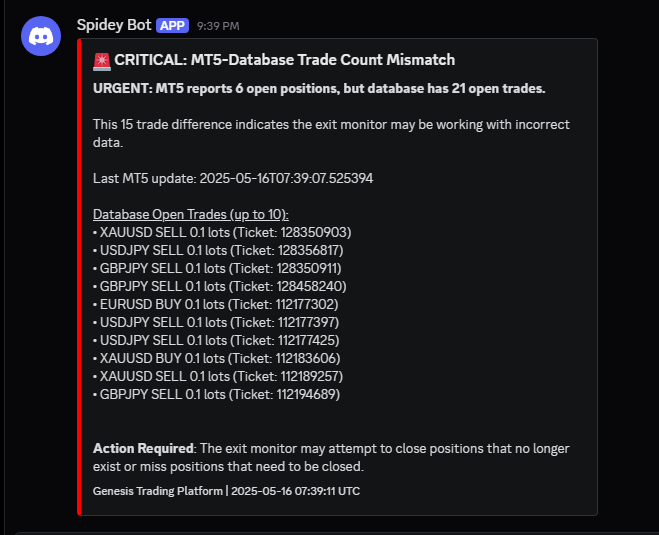 Spidey Bot APP 9:39 PM
🚨 CRITICAL: MT5-Database Trade Count Mismatch
URGENT: MT5 reports 6 open positions, but database has 21 open trades.
This 15 trade difference indicates the exit monitor may be working with incorrect
data.
Last MT5 update: 2025-05-16T07:39:07.525394
Database Open Trades (up to 10):
• XAUUSD SELL 0.1 lots (Ticket: 128350903)
• USDJPY SELL 0.1 lots (Ticket: 128356817)
• GBPJPY SELL 0.1 lots (Ticket: 128350911)
• GBPJPY SELL 0.1 lots (Ticket: 128458240)
• EURUSD BUY 0.1 lots (Ticket: 112177302)
• USDJPY SELL 0.1 lots (Ticket: 112177397)
• USDJPY SELL 0.1 lots (Ticket: 112177425)
• XAUUSD BUY 0.1 lots (Ticket: 112183606)
• XAUUSD SELL 0.1 lots (Ticket: 112189257)
• GBPJPY SELL 0.1 lots (Ticket: 112194689)
Action Required: The exit monitor may attempt to close positions that no longer
exist or miss positions that need to be closed.
Genesis Trading Platform | 2025-05-16 07:39:11 UTC